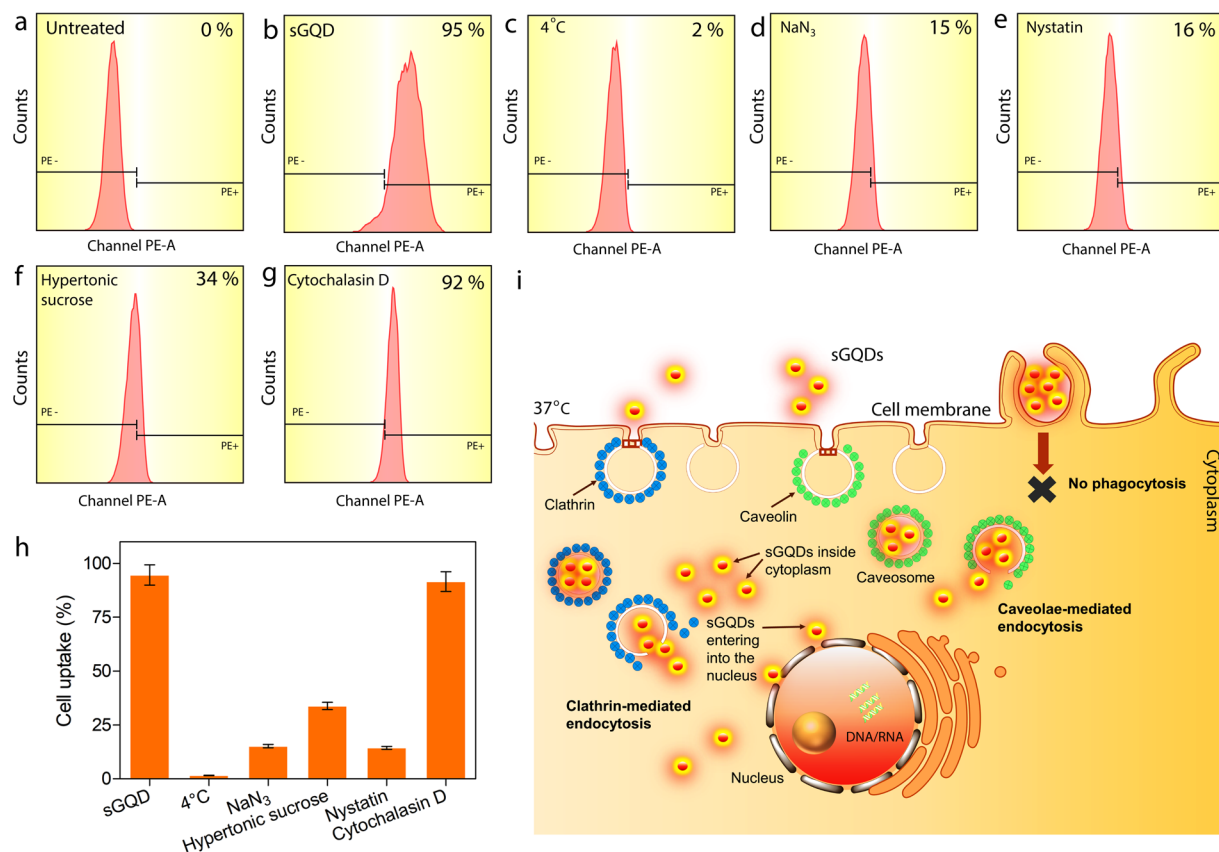 a
Untreated
0 %
Counts
PE -
PE+
Channel PE-A
b
sGQD
95 %
Counts
PE -
PE+
Channel PE-A
c
4°C
2 %
Counts
PE -
PE+
Channel PE-A
d
NaN₃
15 %
Counts
PE -
PE+
Channel PE-A
e
Nystatin
16 %
Counts
PE -
PE+
Channel PE-A
f
Hypertonic
sucrose
34 %
Counts
PE -
PE+
Channel PE-A
g
Cytochalasin D
92 %
Counts
PE -
PE+
Channel PE-A
h
Cell uptake (%)
100
75
50
25
0
sGQD
4°C
NaN₃
Hypertonic sucrose
Nystatin
Cytochalasin D
i
sGQDs
37°C
Cell membrane
Cytoplasm
Clathrin
Caveolin
No phagocytosis
sGQDs inside
cytoplasm
Caveosome
Caveolae-mediated
endocytosis
sGQDs
entering
into the
nucleus
Clathrin-mediated
endocytosis
DNA/RNA
Nucleus